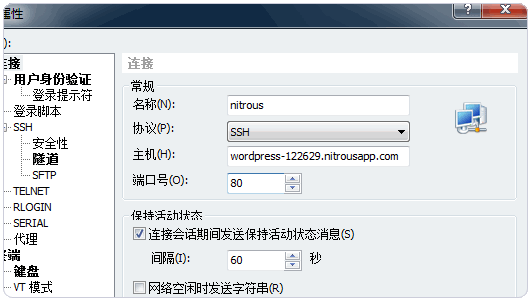 属性
):
连接
用户身份验证
登录提示符
登录脚本
SSH
安全性
隧道
SFTP
TELNET
RLOGIN
SERIAL
代理
终端
键盘
VT 模式
连接
常规
名称(N):
nitrous
协议(P):
SSH
主机(H):
wordpress-122629.nitrousapp.com
端口号(O):
80
保持活动状态
连接会话期间发送保持活动状态消息(S)
间隔(I):
60
秒
网络空闲时发送字符串(R)